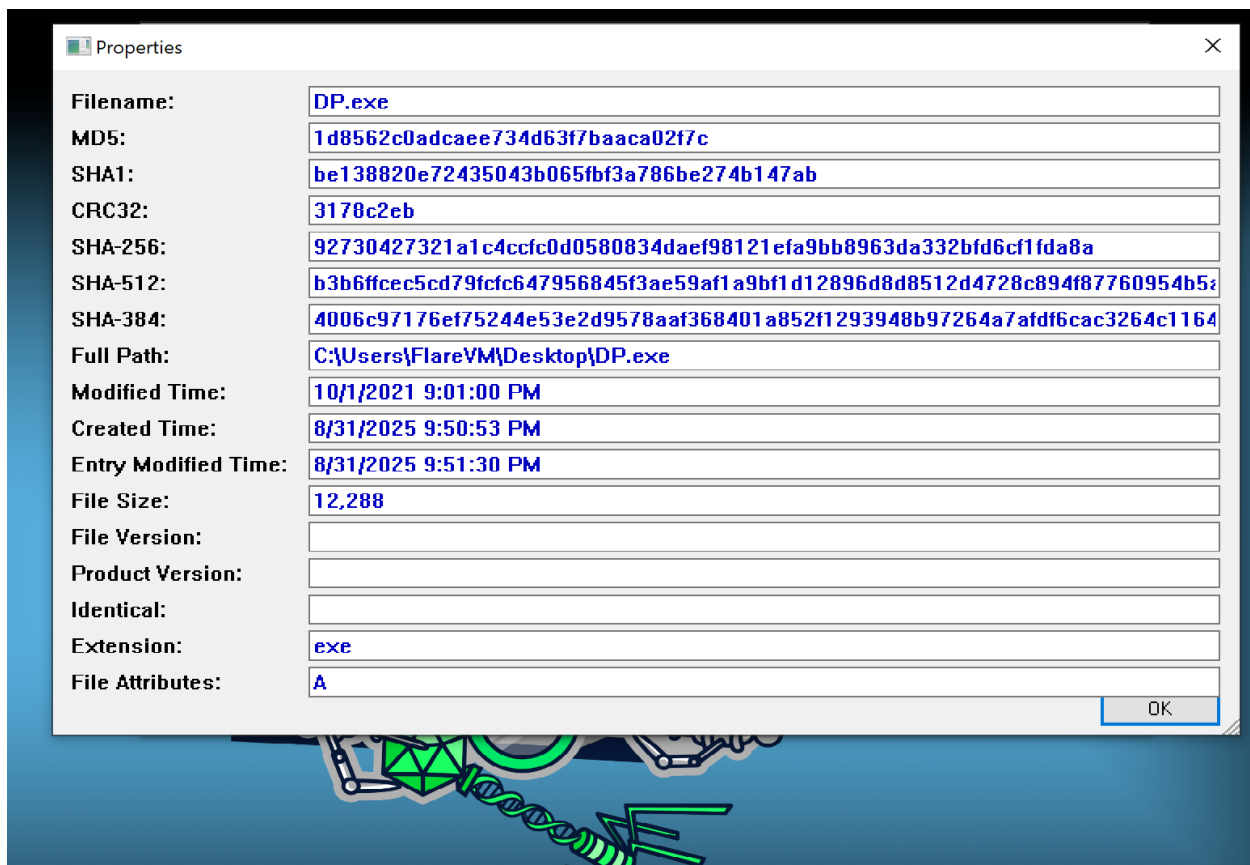 Properties
Filename: DP.exe
MD5: 1d8562c0adcaee734d63f7baaca02f7c
SHA1: be138820e72435043b065fbf3a786be274b147ab
CRC32: 3178c2eb
SHA-256: 92730427321a1c4ccfc0d0580834daef98121efa9bb8963da332bfd6cf1fda8a
SHA-512: b3b6ffcec5cd79fcfc647956845f3ae59af1a9bf1d12896d8d8512d4728c894f87760954b5a
SHA-384: 4006c97176ef75244e53e2d9578aaf368401a852f1293948b97264a7afdf6cac3264c1164
Full Path: C:\Users\FlareVM\Desktop\DP.exe
Modified Time: 10/1/2021 9:01:00 PM
Created Time: 8/31/2025 9:50:53 PM
Entry Modified Time: 8/31/2025 9:51:30 PM
File Size: 12,288
File Version:
Product Version:
Identical:
Extension: exe
File Attributes: A
OK